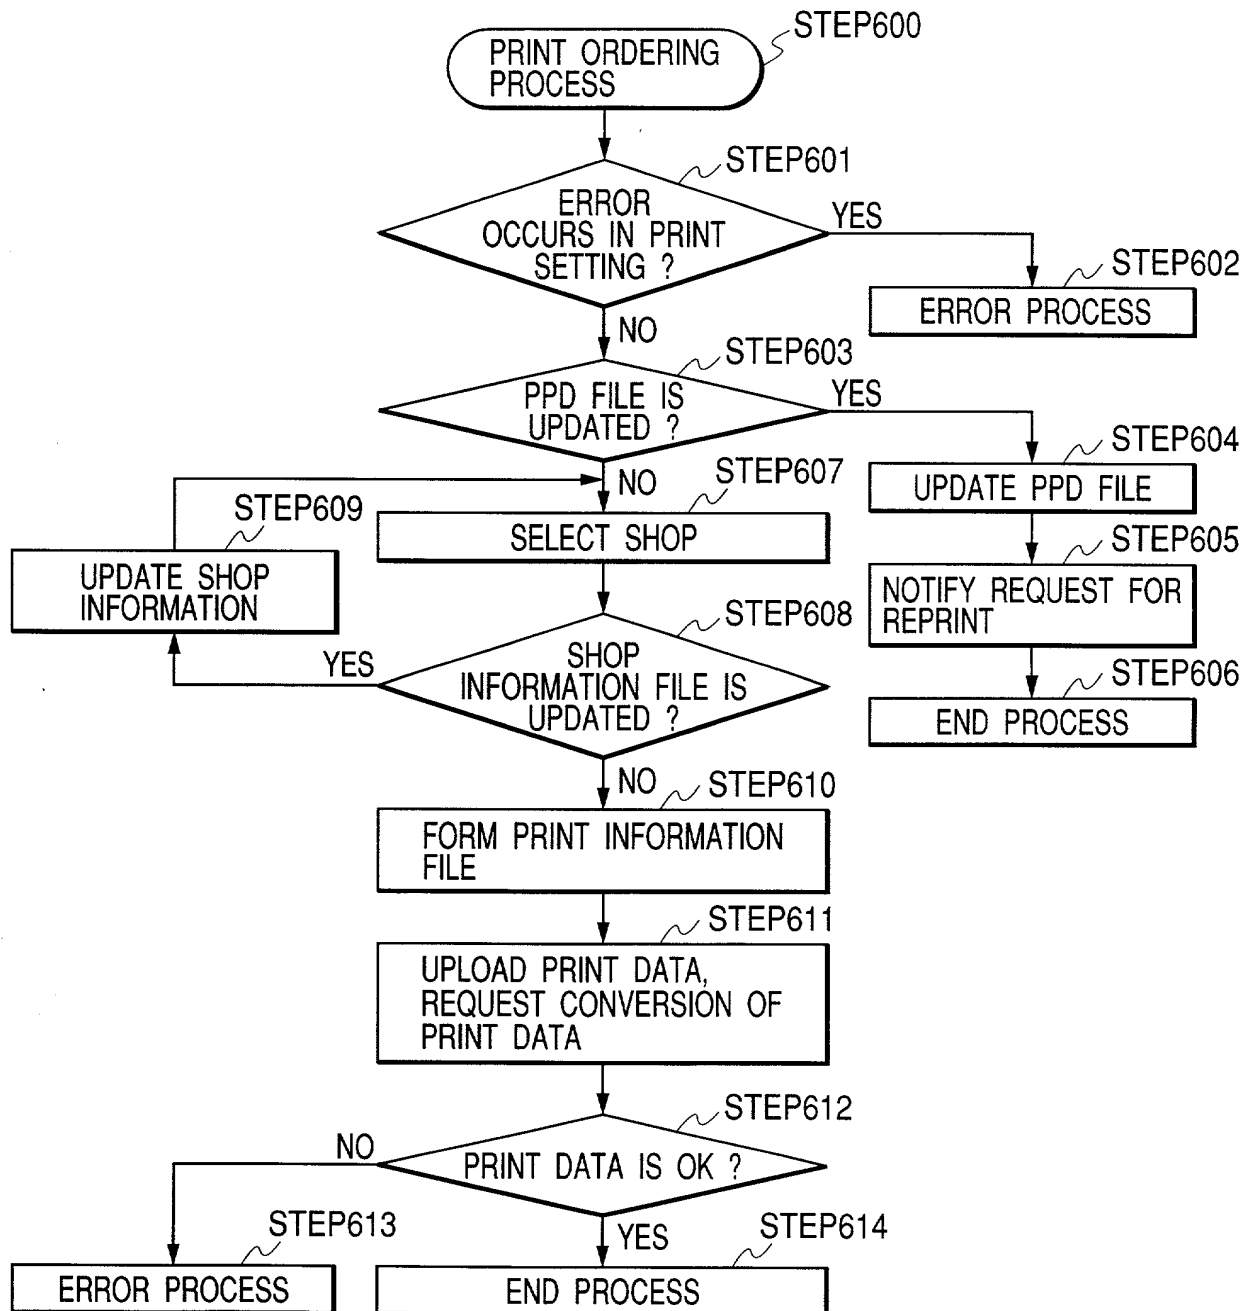 STEP600
PRINT ORDERING
PROCESS
STEP601
ERROR
OCCURS IN PRINT
SETTING ?
YES
STEP602
ERROR PROCESS
NO
STEP603
PPD FILE IS
UPDATED ?
YES
STEP604
UPDATE PPD FILE
NO
STEP607
SELECT SHOP
STEP609
UPDATE SHOP
INFORMATION
STEP605
NOTIFY REQUEST FOR
REPRINT
STEP608
SHOP
INFORMATION FILE IS
UPDATED ?
YES
STEP606
END PROCESS
NO
STEP610
FORM PRINT INFORMATION
FILE
STEP611
UPLOAD PRINT DATA,
REQUEST CONVERSION OF
PRINT DATA
STEP612
PRINT DATA IS OK ?
NO
STEP613
ERROR PROCESS
YES
STEP614
END PROCESS